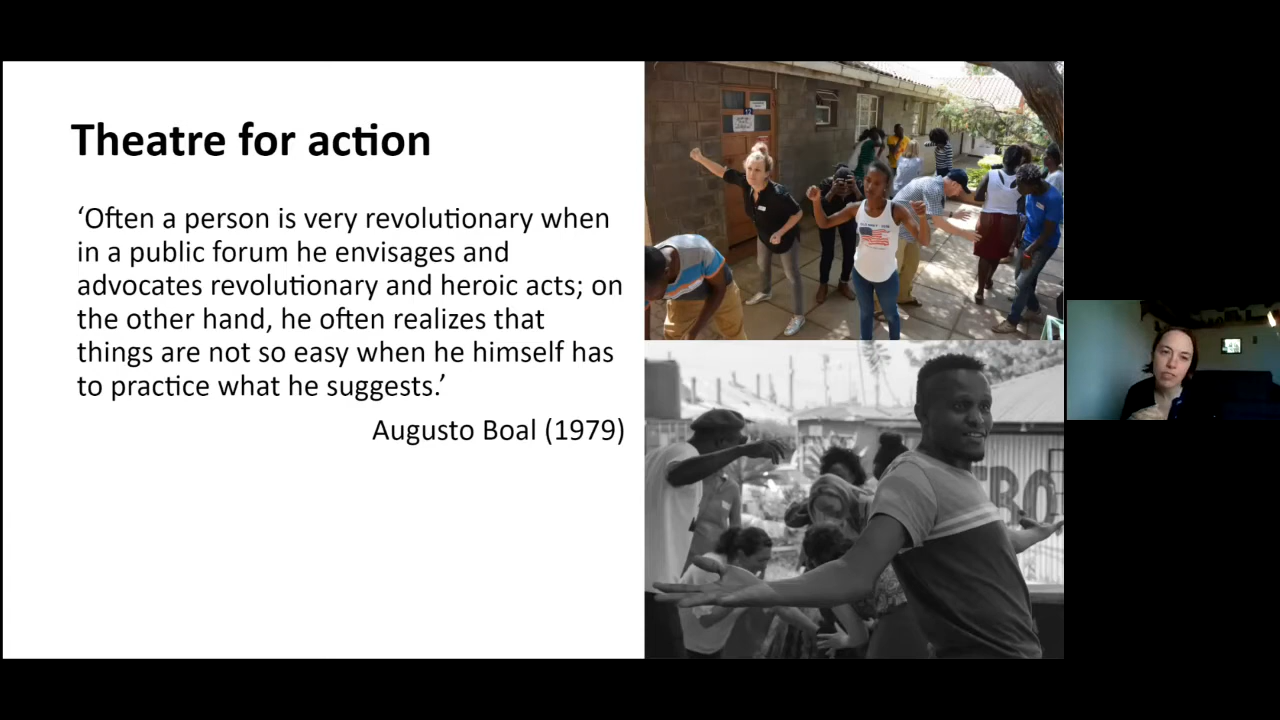 Theatre for action
‘Often a person is very revolutionary when
in a public forum he envisages and
advocates revolutionary and heroic acts; on
the other hand, he often realizes that
things are not so easy when he himself has
to practice what he suggests.’
Augusto Boal (1979)